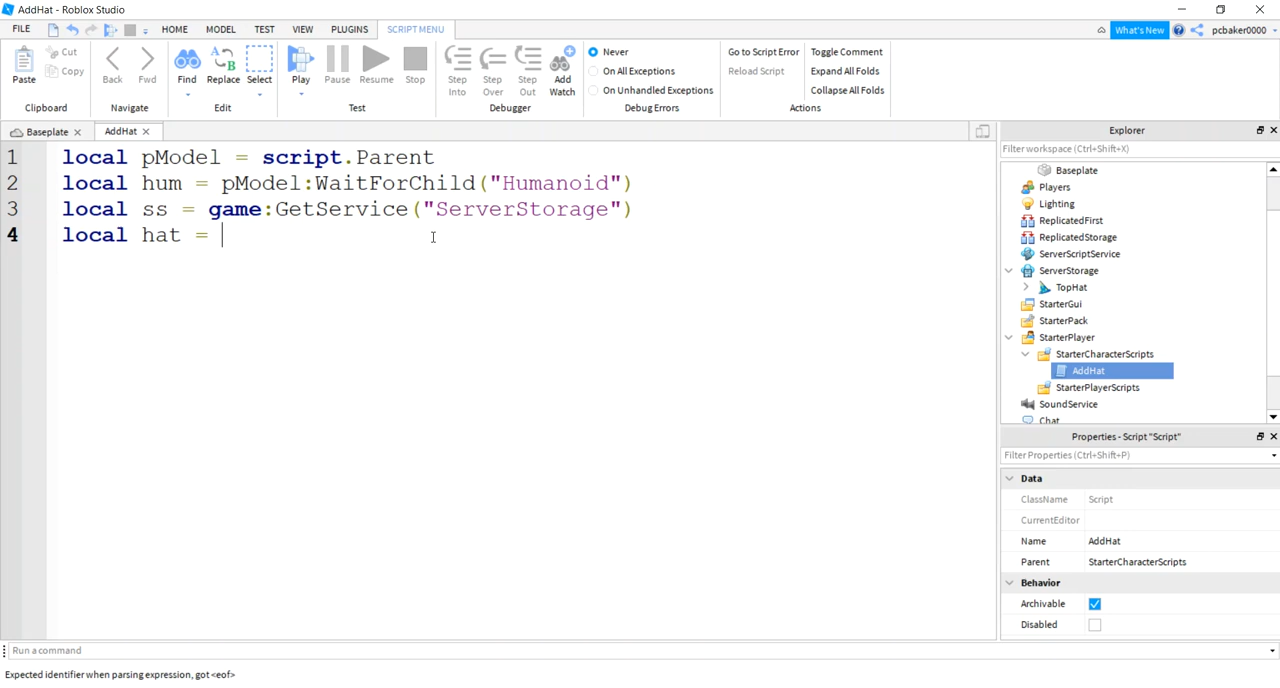 AddHat - Roblox Studio
FILE HOME MODEL TEST VIEW PLUGINS SCRIPT MENU What's New pcbaker0000
Paste Cut Copy Back Fwd Find Replace Select Play Pause Resume Stop Step Into Step Over Step Out Add Watch Never On All Exceptions On Unhandled Exceptions Go to Script Error Reload Script Toggle Comment Expand All Folds Collapse All Folds
Clipboard Navigate Edit Test Debugger Debug Errors Actions
Baseplate AddHat
1 local pModel = script.Parent
2 local hum = pModel:WaitForChild("Humanoid")
3 local ss = game:GetService("ServerStorage")
4 local hat =
Explorer
Filter workspace (Ctrl+Shift+X)
Baseplate
Players
Lighting
ReplicatedFirst
ReplicatedStorage
ServerScriptService
ServerStorage
TopHat
StarterGui
StarterPack
StarterPlayer
StarterCharacterScripts
AddHat
StarterPlayerScripts
SoundService
Chat
Properties - Script "Script"
Filter Properties (Ctrl+Shift+P)
Data
ClassName Script
CurrentEditor
Name AddHat
Parent StarterCharacterScripts
Behavior
Archivable
Disabled
Run a command
Expected identifier when parsing expression, got <eof>